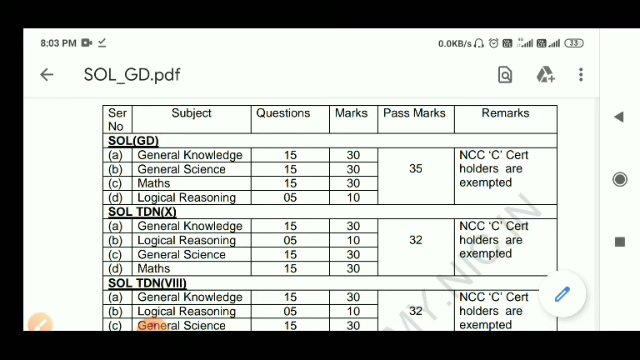 8:03 PM
0.0KB/s 33
SOL_GD.pdf
Ser No Subject Questions Marks Pass Marks Remarks
SOL(GD)
(a) General Knowledge 15 30 35 NCC 'C' Cert
(b) General Science 15 30 holders are
(c) Maths 15 30 exempted
(d) Logical Reasoning 05 10
SOL TDN(X)
(a) General Knowledge 15 30 32 NCC 'C' Cert
(b) Logical Reasoning 05 10 holders are
(c) General Science 15 30 exempted
(d) Maths 15 30
SOL TDN(VIII)
(a) General Knowledge 15 30 32 NCC 'C' Cert
(b) Logical Reasoning 05 10 holders are
(c) General Science 15 30 exempted
MY.NIC.IN